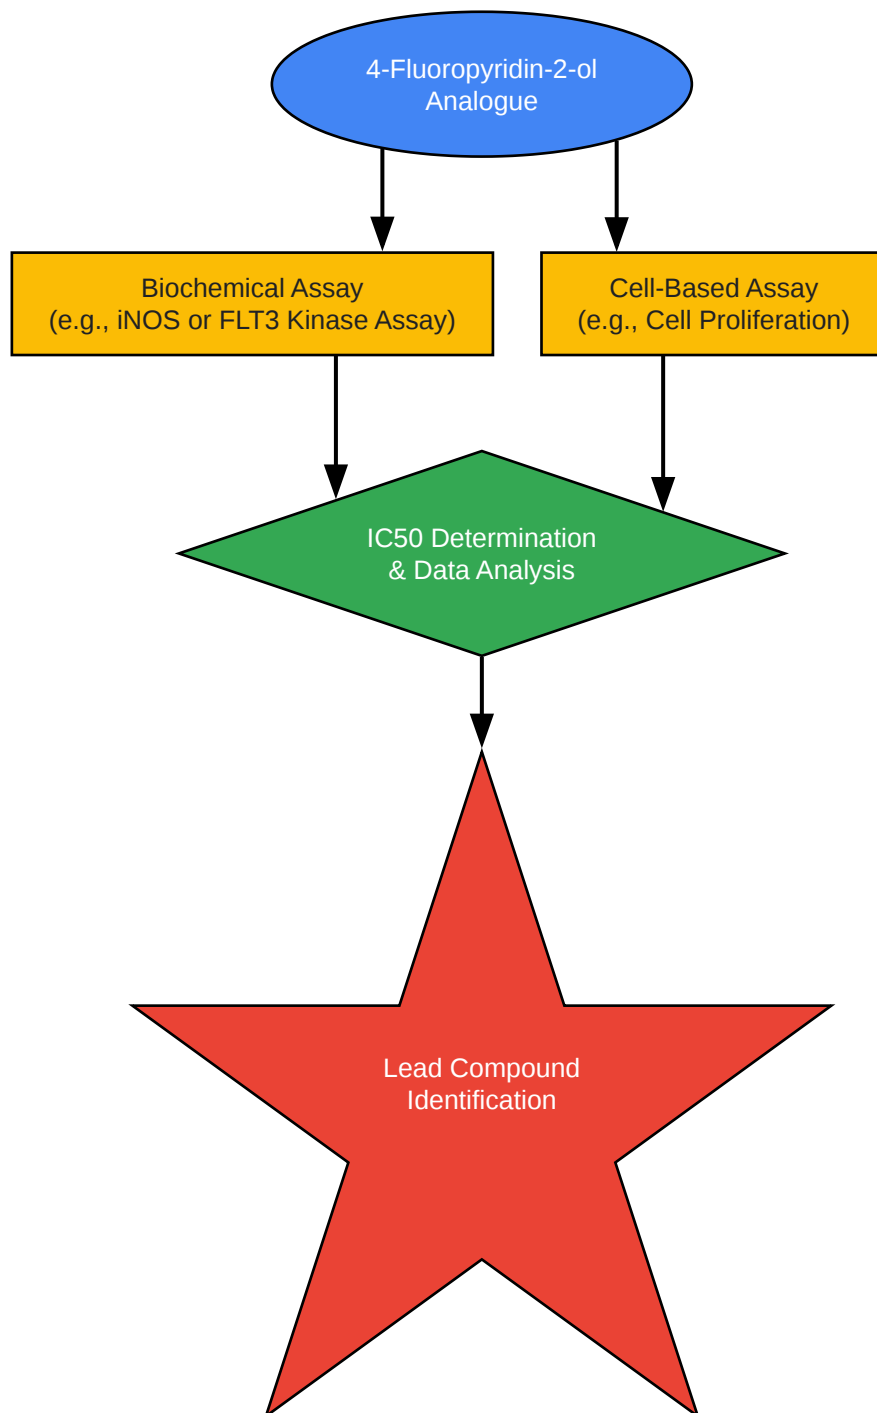 4-Fluoropyridin-2-ol
Analogue
Biochemical Assay
(e.g., iNOS or FLT3 Kinase Assay)
Cell-Based Assay
(e.g., Cell Proliferation)
IC50 Determination
& Data Analysis
Lead Compound
Identification